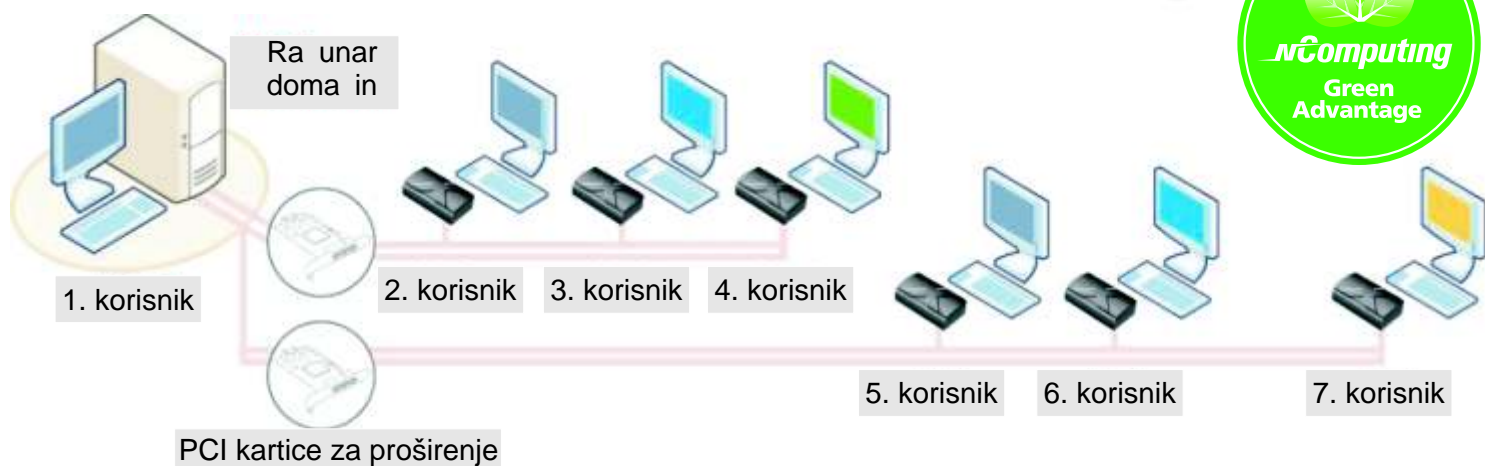 Ra unar
doma in
nComputing
Green
Advantage
1. korisnik
2. korisnik
3. korisnik
4. korisnik
5. korisnik
6. korisnik
7. korisnik
PCI kartice za proširenje